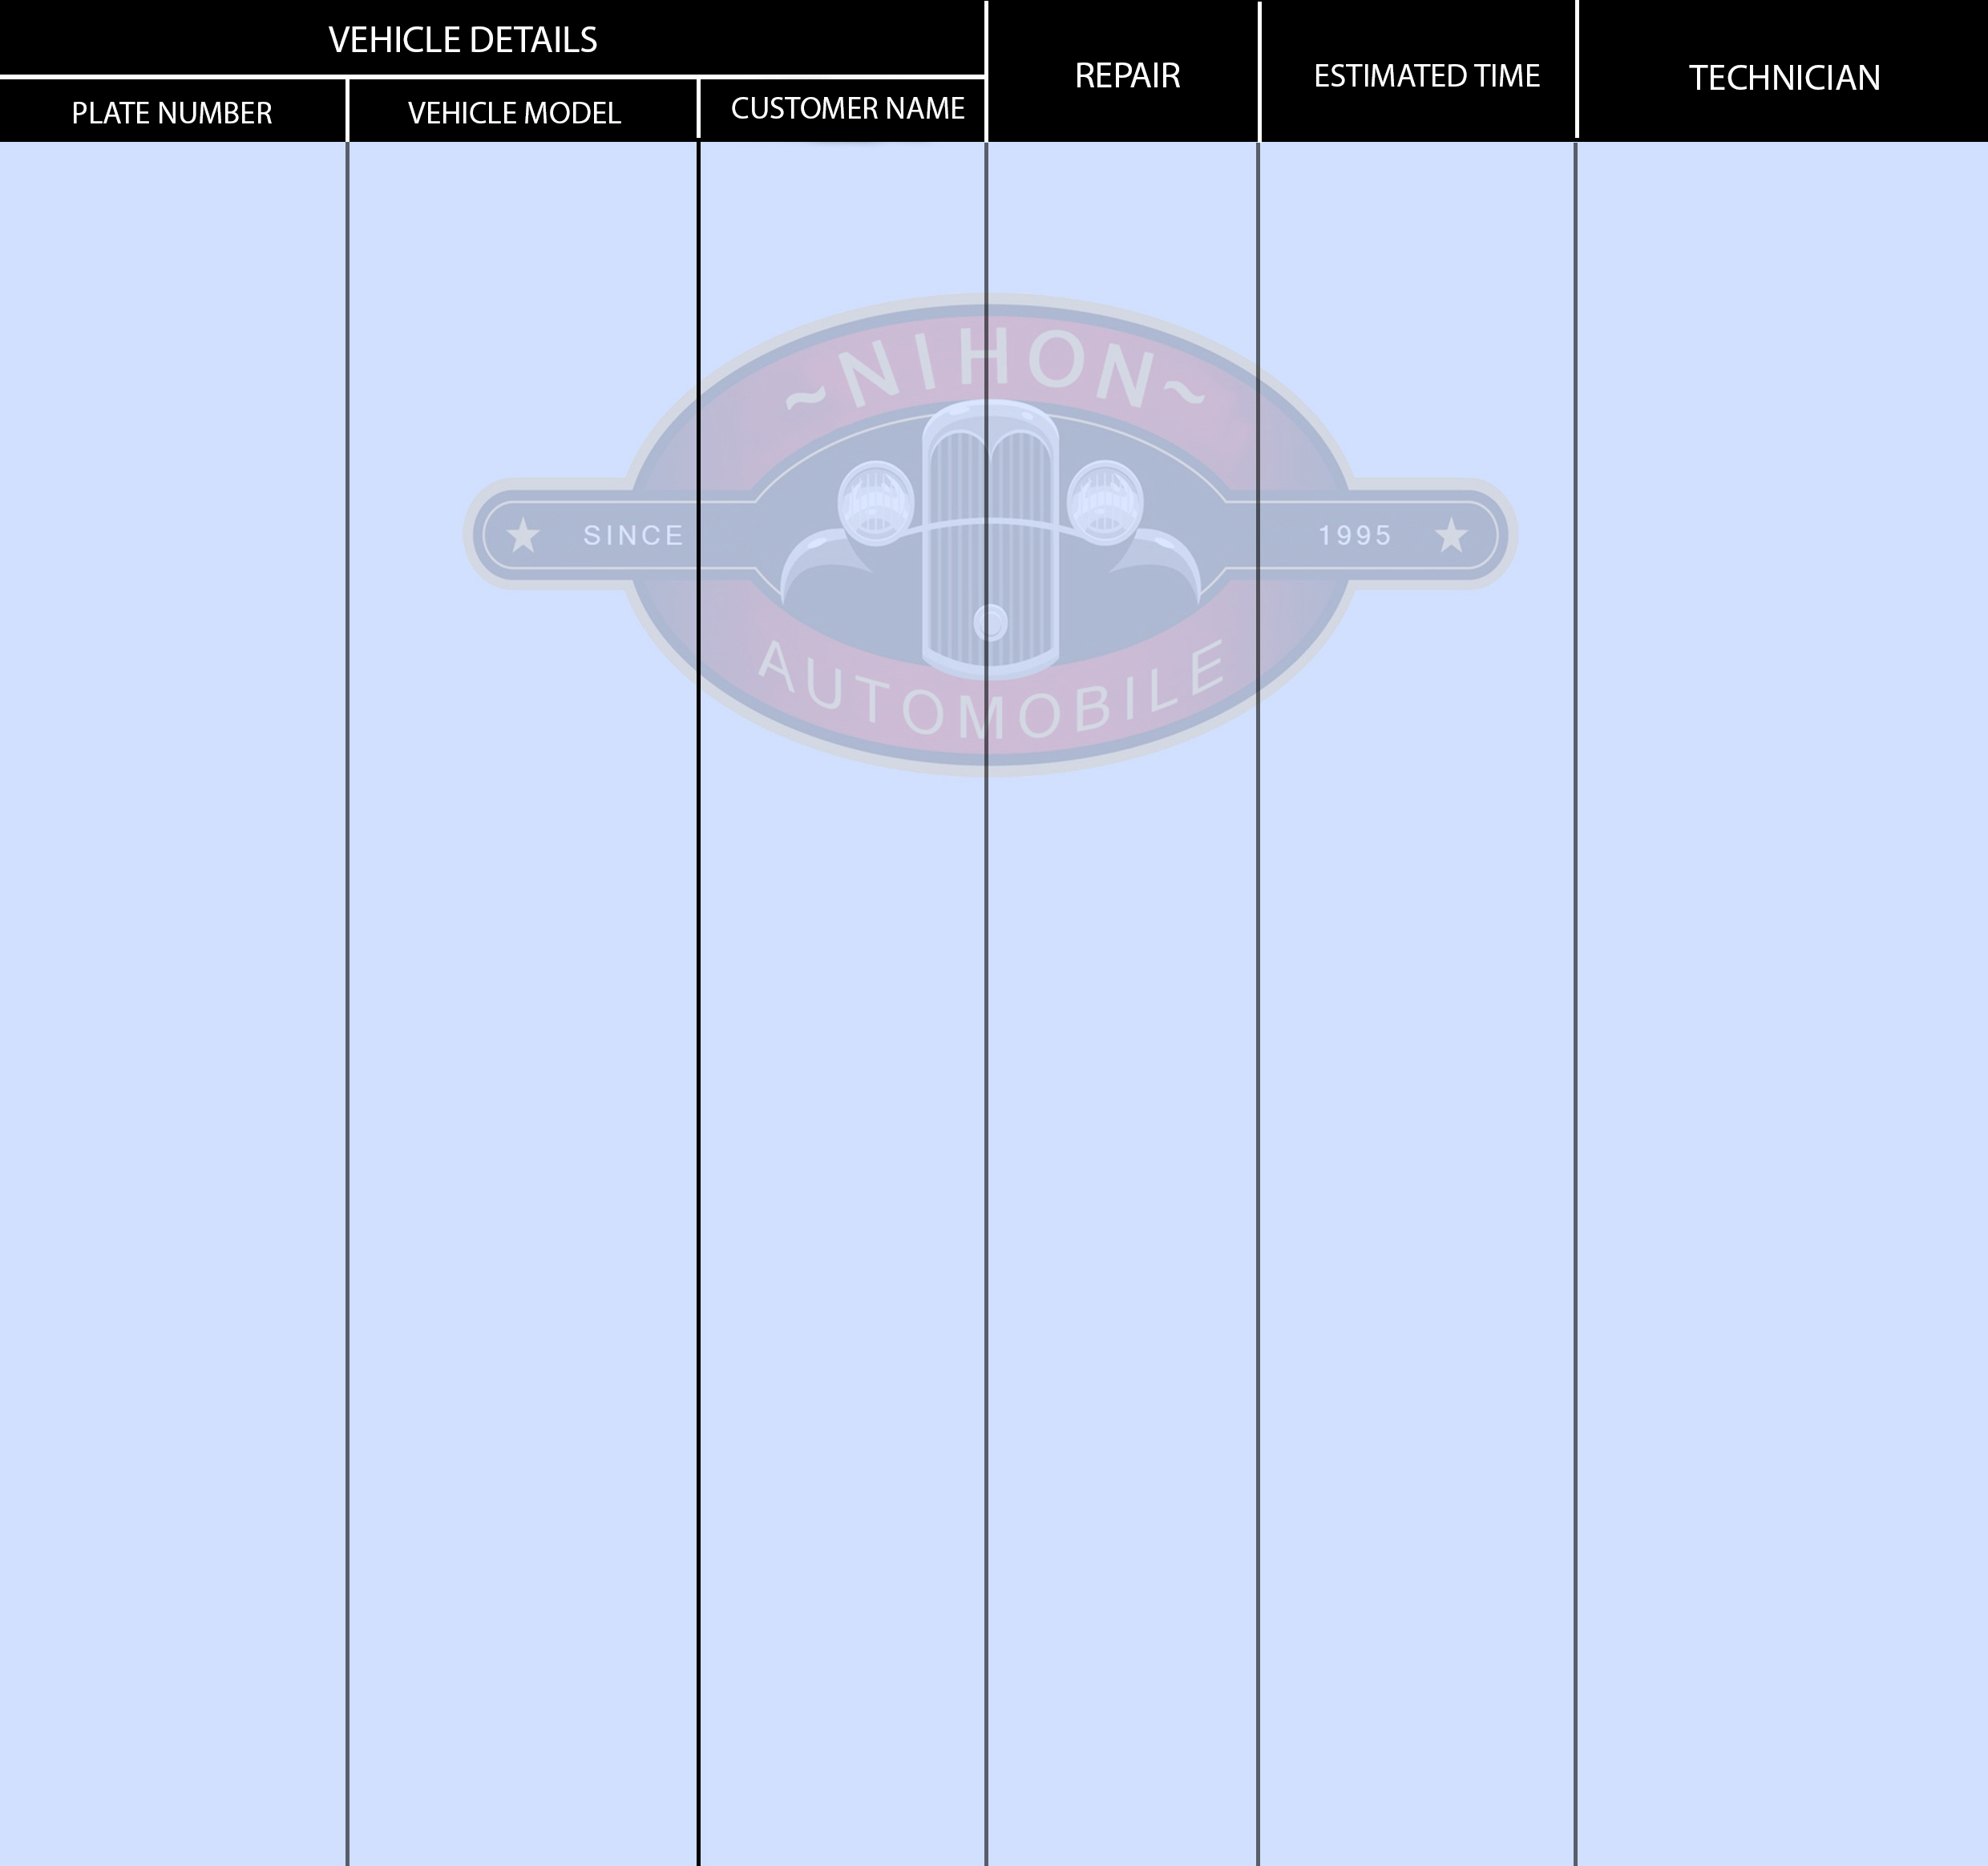 VEHICLE DETAILS
REPAIR
ESTIMATED TIME
TECHNICIAN
PLATE NUMBER
VEHICLE MODEL
CUSTOMER NAME
~NIHON~
SINCE
1995
AUTOMOBILE